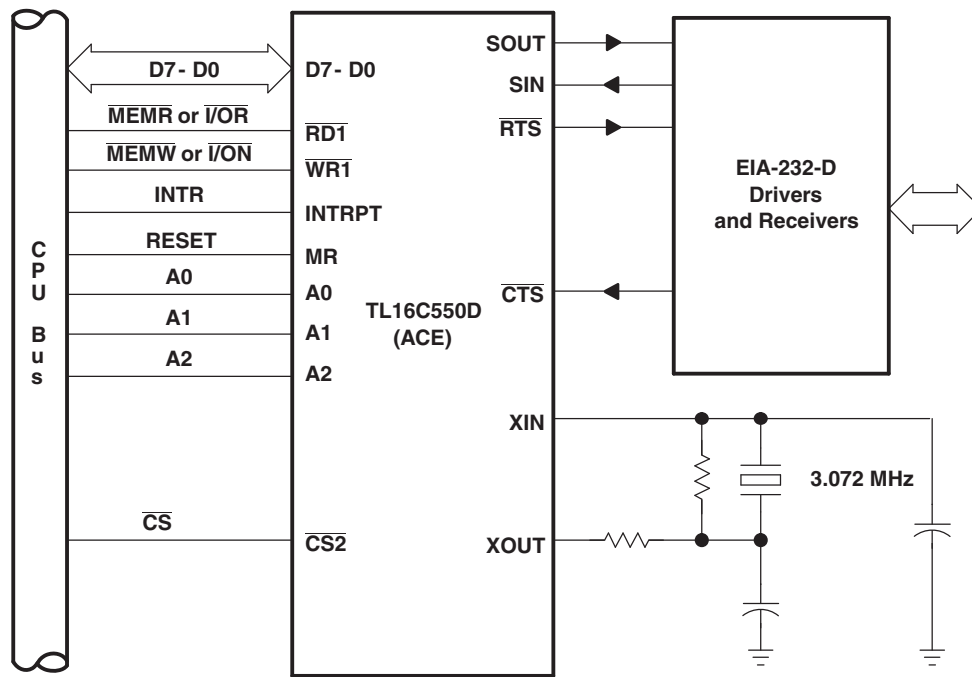 CPU Bus
D7- D0
MEMR or I/OR
MEMW or I/ON
INTR
RESET
A0
A1
A2
CS
D7- D0
RD1
WR1
INTRPT
MR
A0
A1
A2
CS2
TL16C550D
(ACE)
SOUT
SIN
RTS
CTS
XIN
XOUT
EIA-232-D
Drivers
and Receivers
3.072 MHz